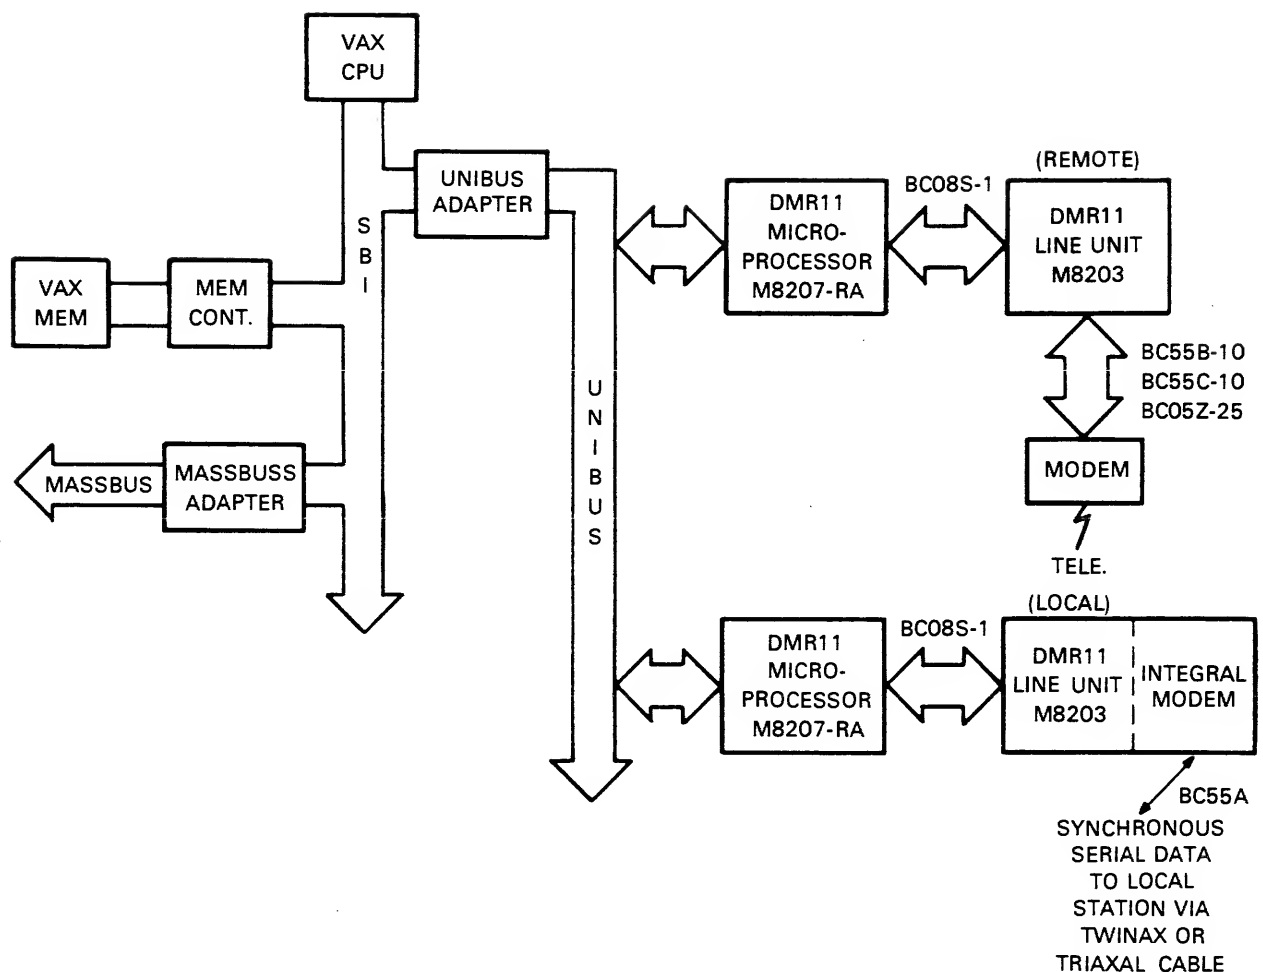 VAX
CPU
UNIBUS
ADAPTER
SBI
VAX
MEM
MEM
CONT.
MASSBUS
MASSBUSS
ADAPTER
UNIBUS
DMR11
MICRO-
PROCESSOR
M8207-RA
BC08S-1
(REMOTE)
DMR11
LINE UNIT
M8203
BC55B-10
BC55C-10
BC05Z-25
MODEM
TELE.
DMR11
MICRO-
PROCESSOR
M8207-RA
BC08S-1
(LOCAL)
DMR11
LINE UNIT
M8203
INTEGRAL
MODEM
BC55A
SYNCHRONOUS
SERIAL DATA
TO LOCAL
STATION VIA
TWINAX OR
TRIAXAL CABLE